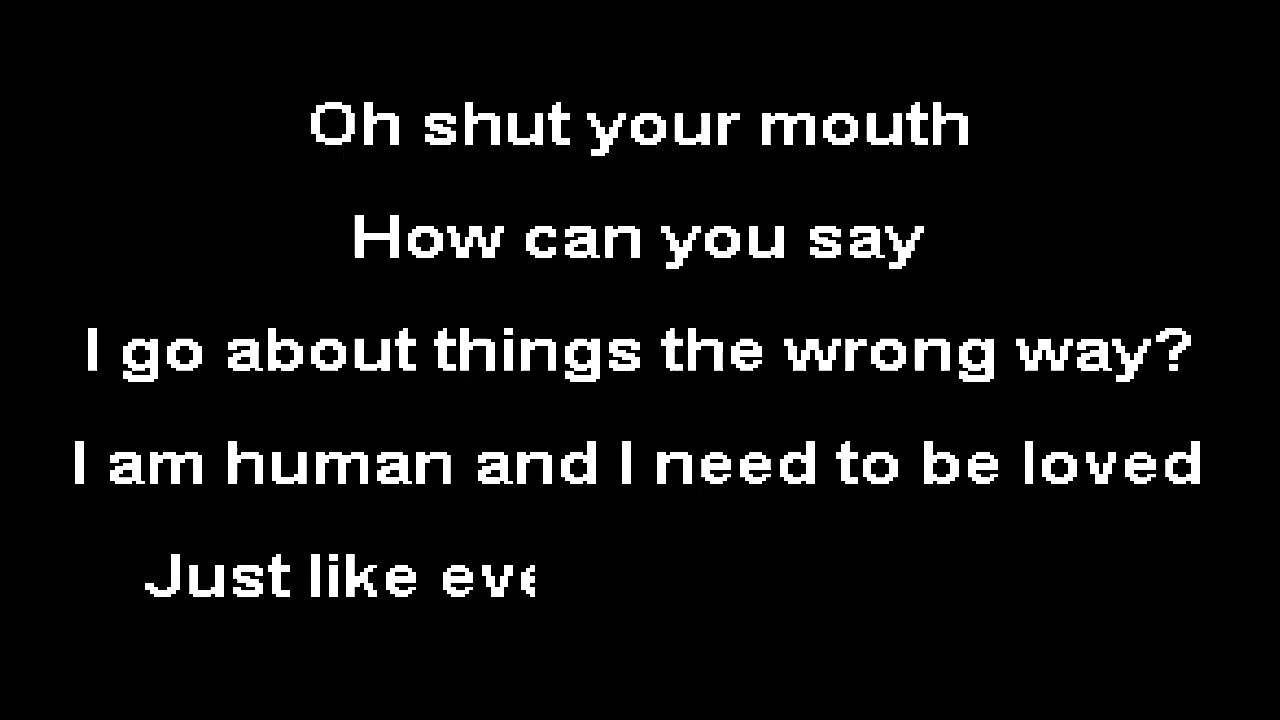 Oh shut your mouth
How can you say
I go about things the wrong way?
I am human and I need to be loved
Just like eve